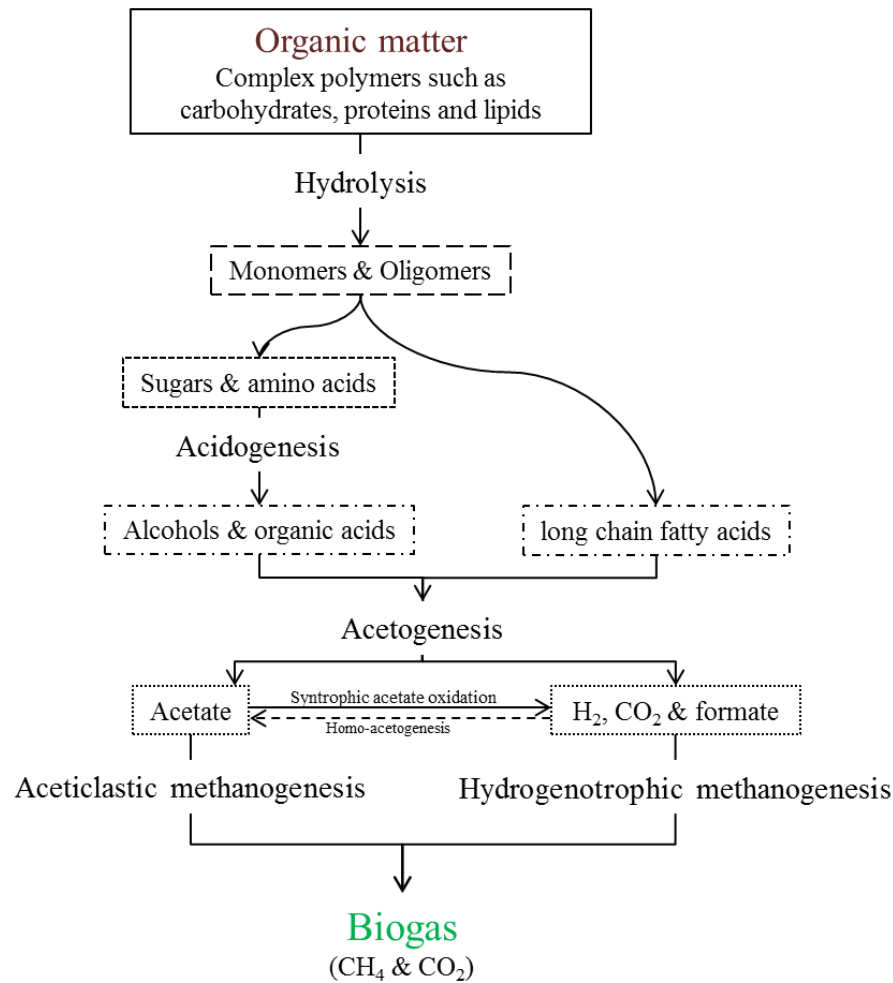 Organic matter
Complex polymers such as
carbohydrates, proteins and lipids
Hydrolysis
Monomers & Oligomers
Sugars & amino acids
Acidogenesis
Alcohols & organic acids
long chain fatty acids
Acetogenesis
Acetate
Syntrophic acetate oxidation
Homo-acetogenesis
H₂, CO₂ & formate
Aceticlastic methanogenesis
Hydrogenotrophic methanogenesis
Biogas
(CH₄ & CO₂)